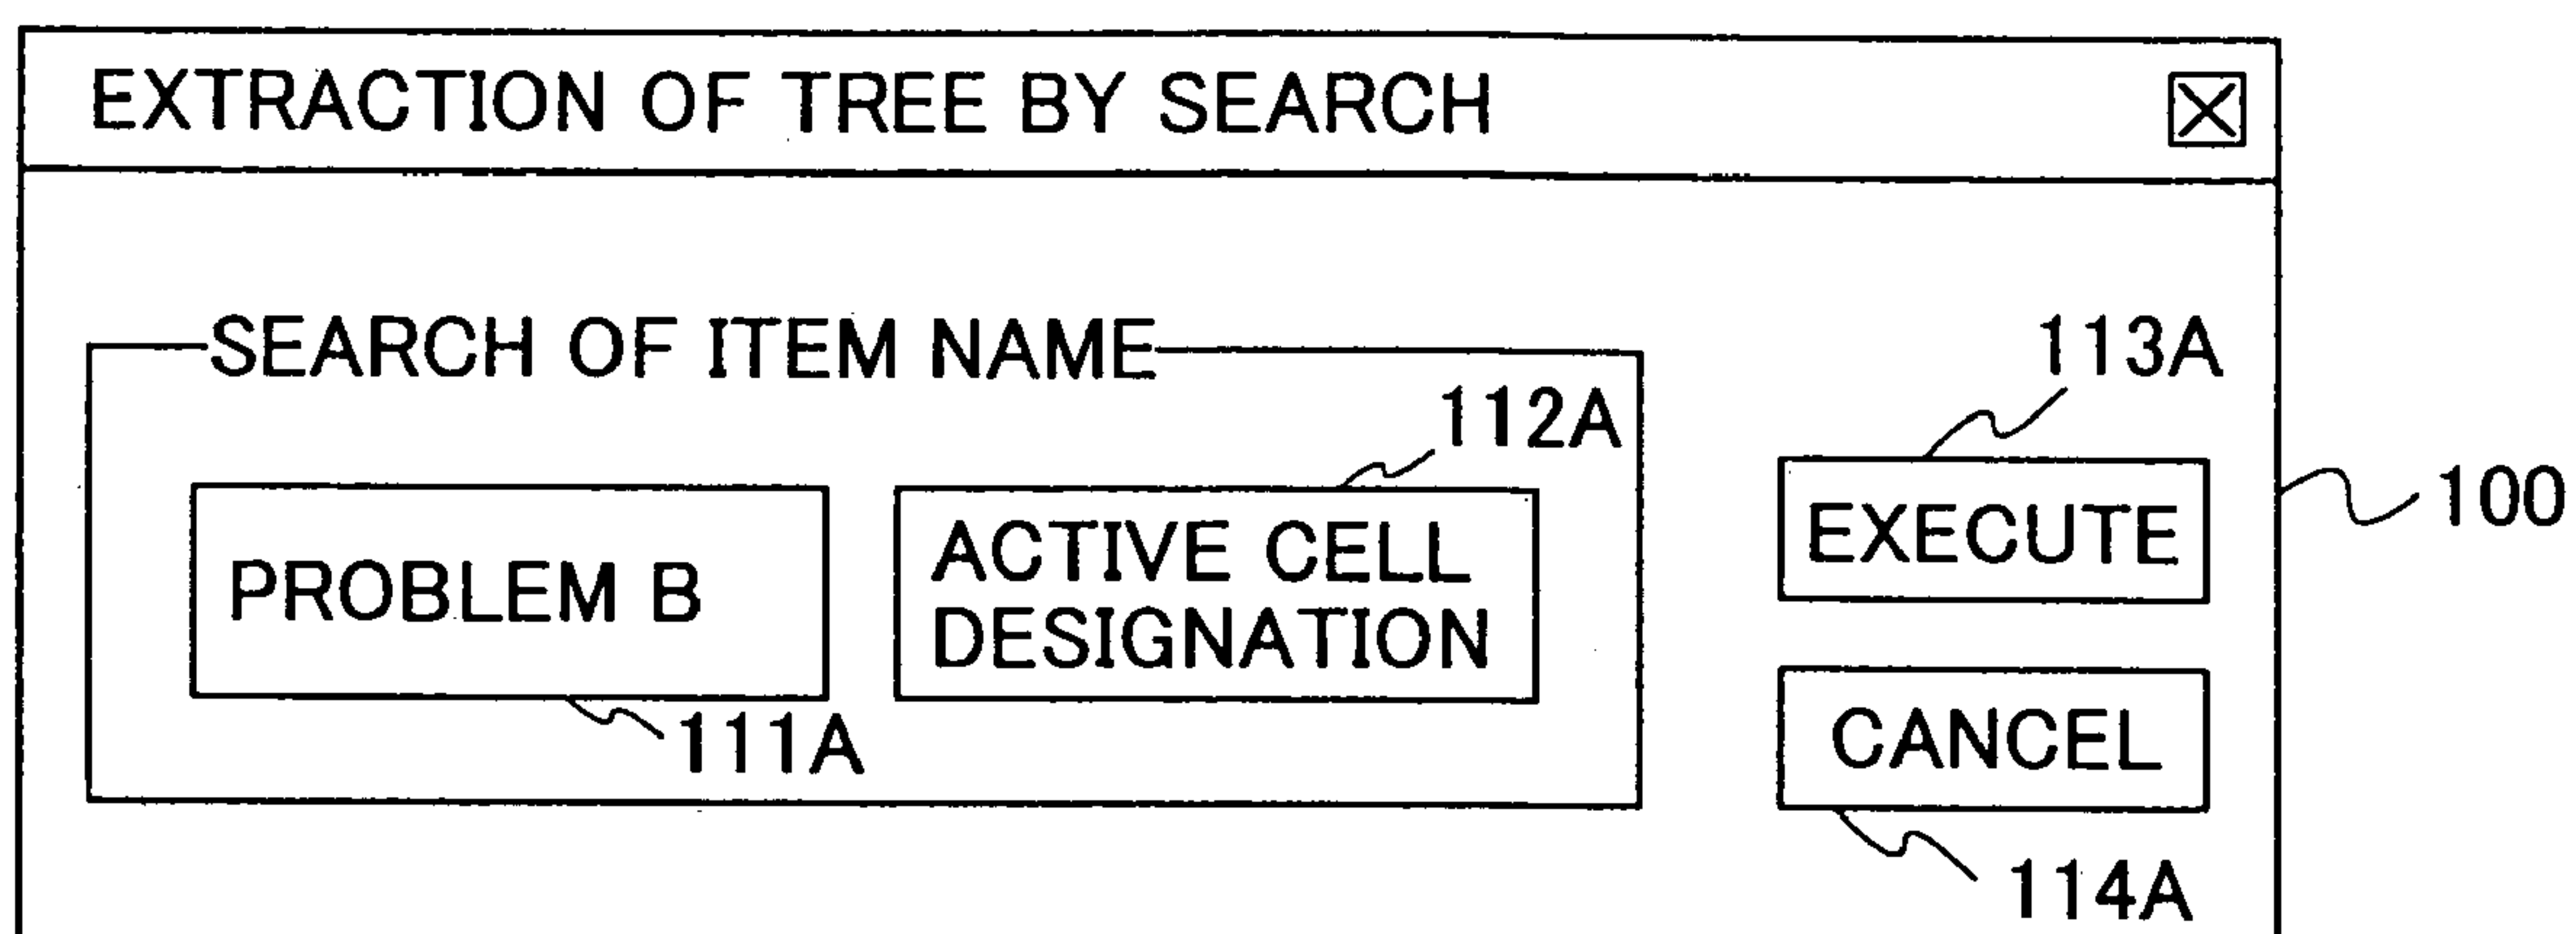 EXTRACTION OF TREE BY SEARCH
SEARCH OF ITEM NAME
113A
112A
100
PROBLEM B
ACTIVE CELL
DESIGNATION
EXECUTE
111A
CANCEL
114A